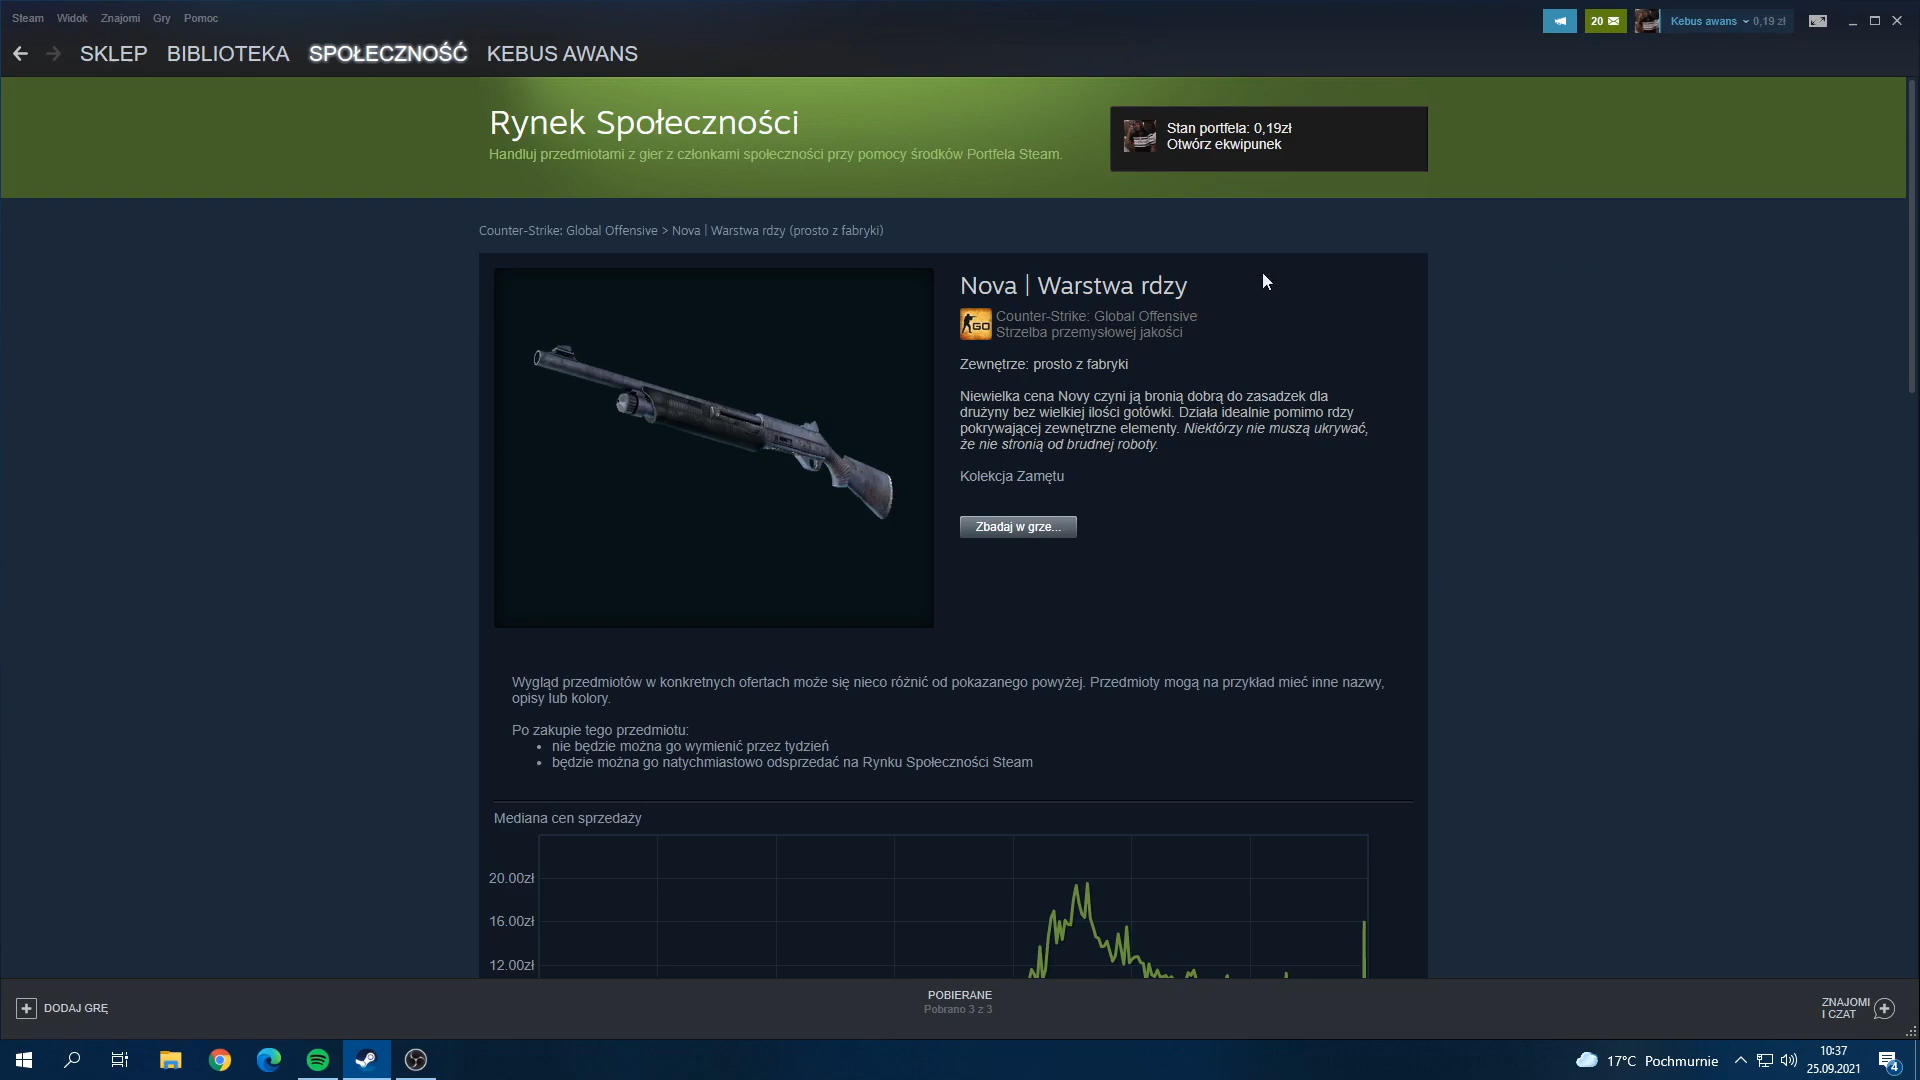 Steam Widok Znajomi Gry Pomoc
20
Kebus awans 0,19 zł
SKLEP BIBLIOTEKA SPOŁECZNOŚĆ KEBUS AWANS
Rynek Społeczności
Handluj przedmiotami z gier z członkami społeczności przy pomocy środków Portfela Steam.
Stan portfela: 0,19zł
Otwórz ekwipunek
Counter-Strike: Global Offensive > Nova | Warstwa rdzy (prosto z fabryki)
Nova | Warstwa rdzy
GO
Counter-Strike: Global Offensive
Strzelba przemysłowej jakości
Zewnętrze: prosto z fabryki
Niewielka cena Novy czyni ją bronią dobrą do zasadzek dla
drużyny bez wielkiej ilości gotówki. Działa idealnie pomimo rdzy
pokrywającej zewnętrzne elementy. Niektórzy nie muszą ukrywać,
że nie stronią od brudnej roboty.
Kolekcja Zamętu
Zbadaj w grze...
Wygląd przedmiotów w konkretnych ofertach może się nieco różnić od pokazanego powyżej. Przedmioty mogą na przykład mieć inne nazwy,
opisy lub kolory.
Po zakupie tego przedmiotu:
• nie będzie można go wymienić przez tydzień
• będzie można go natychmiastowo odsprzedać na Rynku Społeczności Steam
Mediana cen sprzedaży
20.00zł
16.00zł
12.00zł
DODAJ GRĘ
POBIERANE
Pobrano 3 z 3
ZNAJOMI
I CZAT
17°C Pochmurnie
10:37
25.09.2021
4